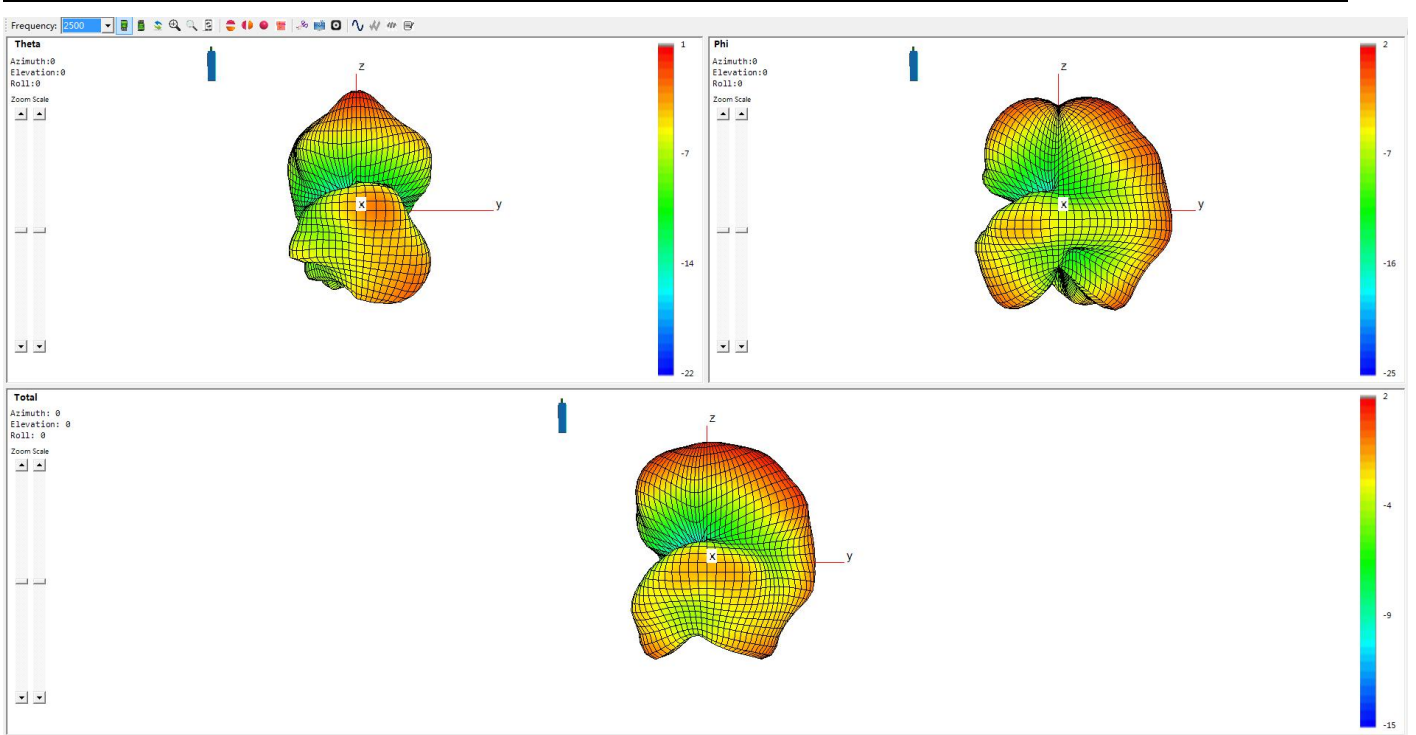 Frequency: 2500
Theta
Azimuth:0
Elevation:0
Roll:0
Zoom Scale
z
x
y
1
-7
-14
-22
Phi
Azimuth:0
Elevation:0
Roll:0
Zoom Scale
z
x
y
2
-7
-16
-25
Total
Azimuth: 0
Elevation: 0
Roll: 0
Zoom Scale
z
x
y
2
-4
-9
-15